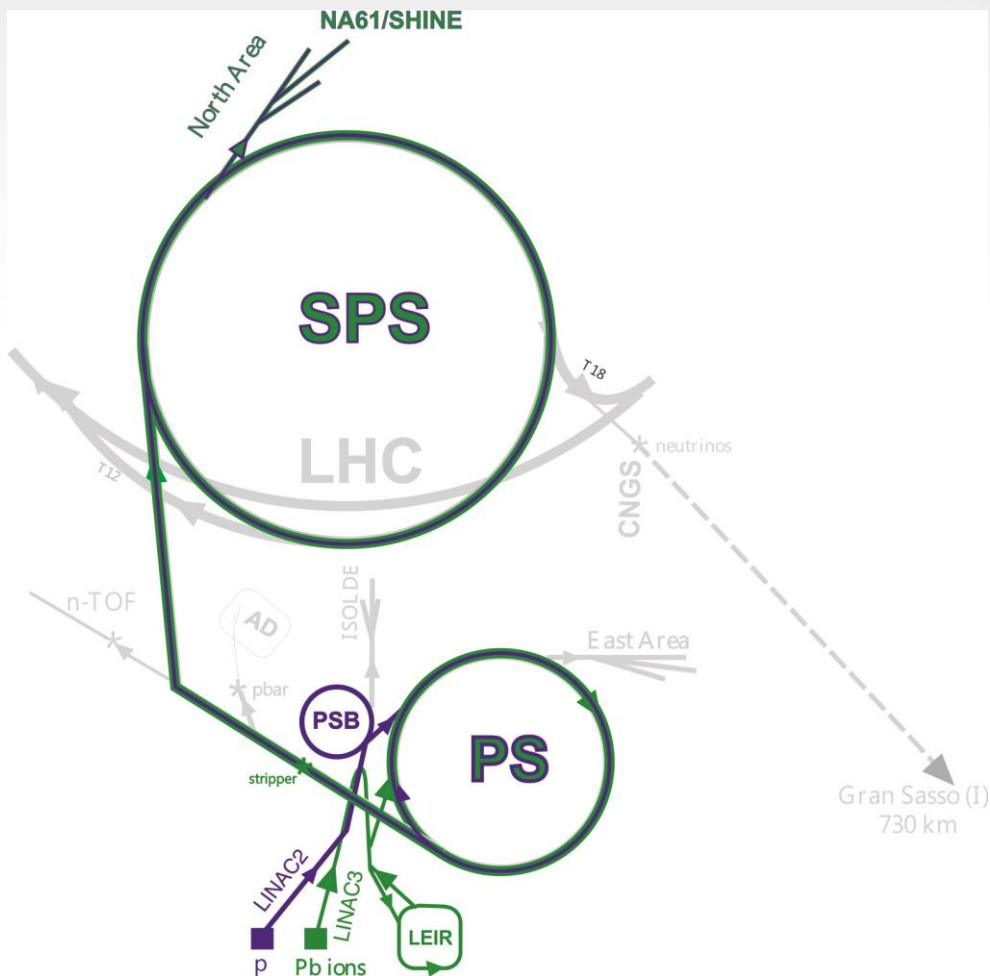 NA61/SHINE
North Area
SPS
T18
LHC
T12
neutrinos
CNGS
ISOLDE
n-TOF
AD
East Area
pbar
PSB
PS
stripper
Gran Sasso (I)
730 km
LINAC2
LINAC3
LEIR
p
Pb ions